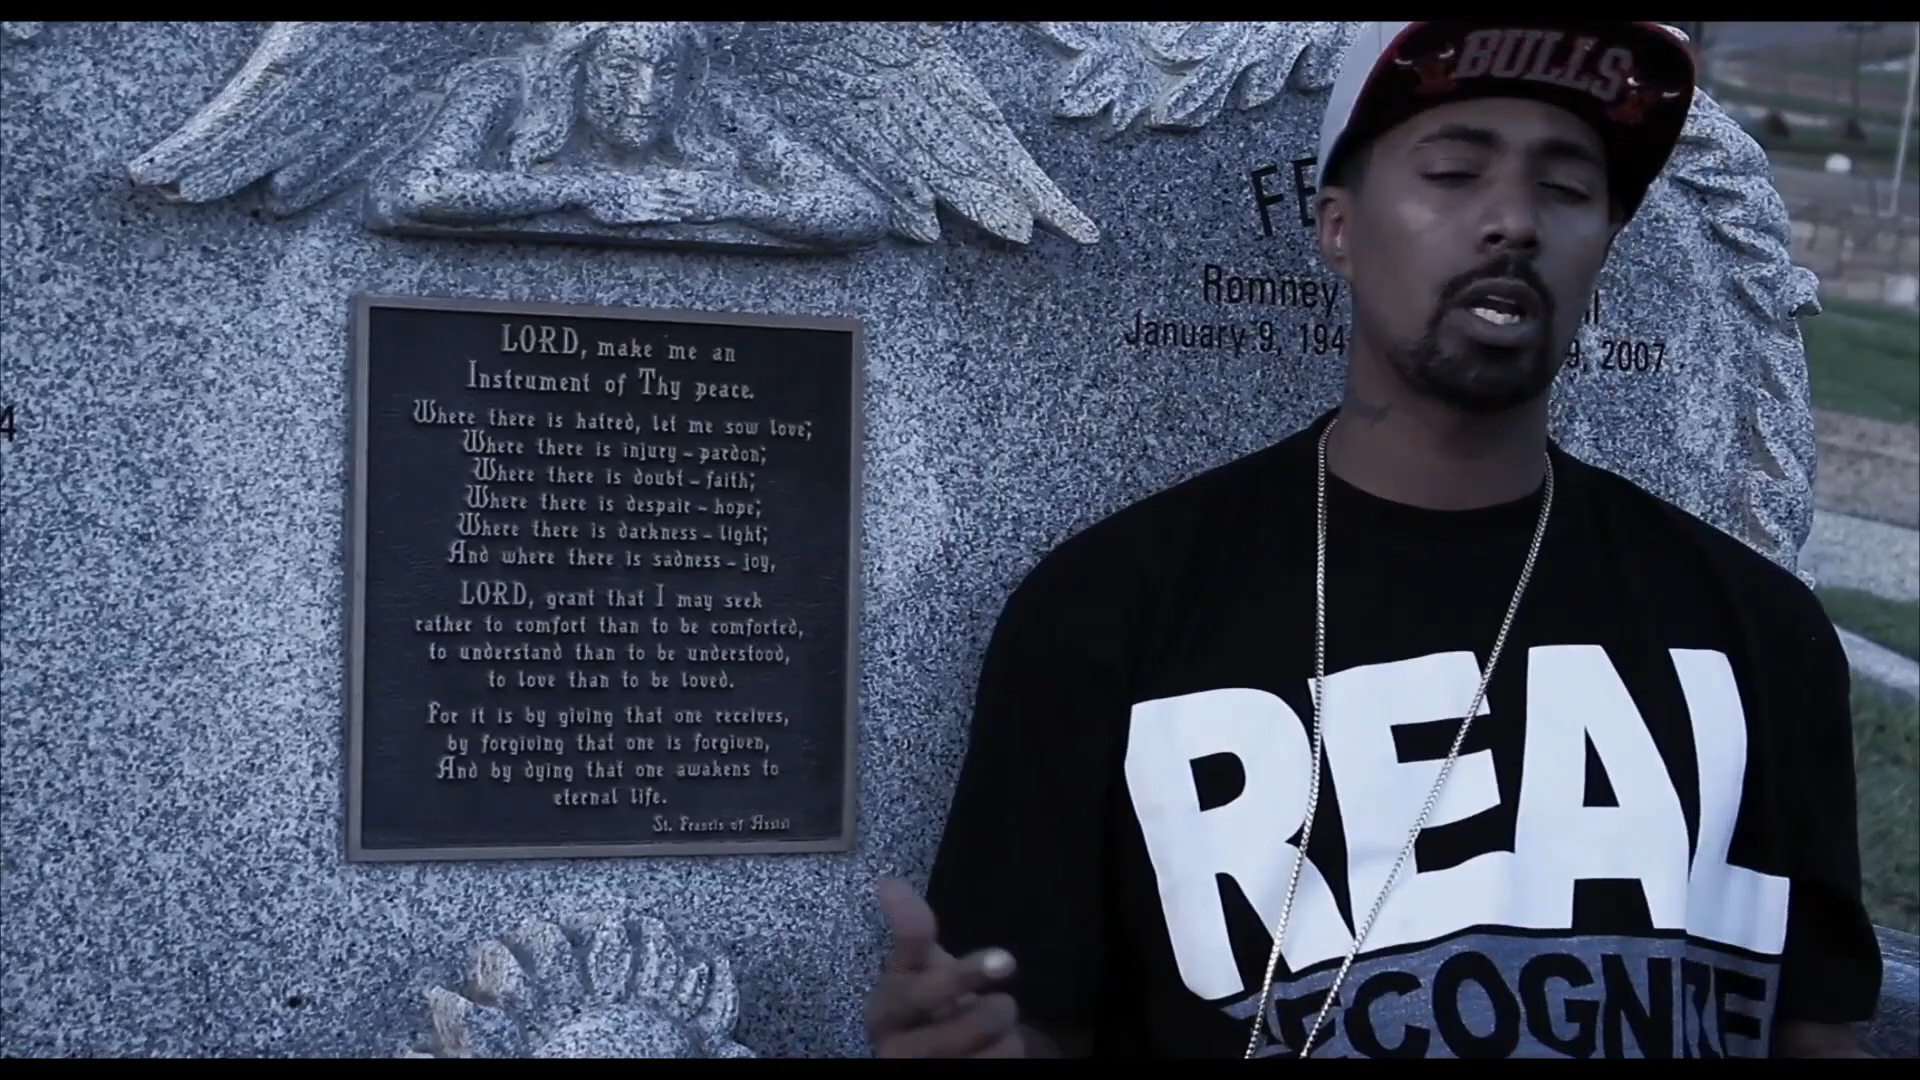 BULLS
Romney
January 9, 194
9, 2007
4
LORD, make me an
Instrument of Thy peace.
Where there is hatred, let me sow love;
Where there is injury – pardon;
Where there is doubt – faith;
Where there is despair – hope;
Where there is darkness – light;
And where there is sadness – joy,
LORD, grant that I may seek
rather to comfort than to be comforted,
to understand than to be understood,
to love than to be loved.
For it is by giving that one receives,
by forgiving that one is forgiven,
And by dying that one awakens to
eternal life.
St. Francis of Assisi
REAL
RECOGNIZE